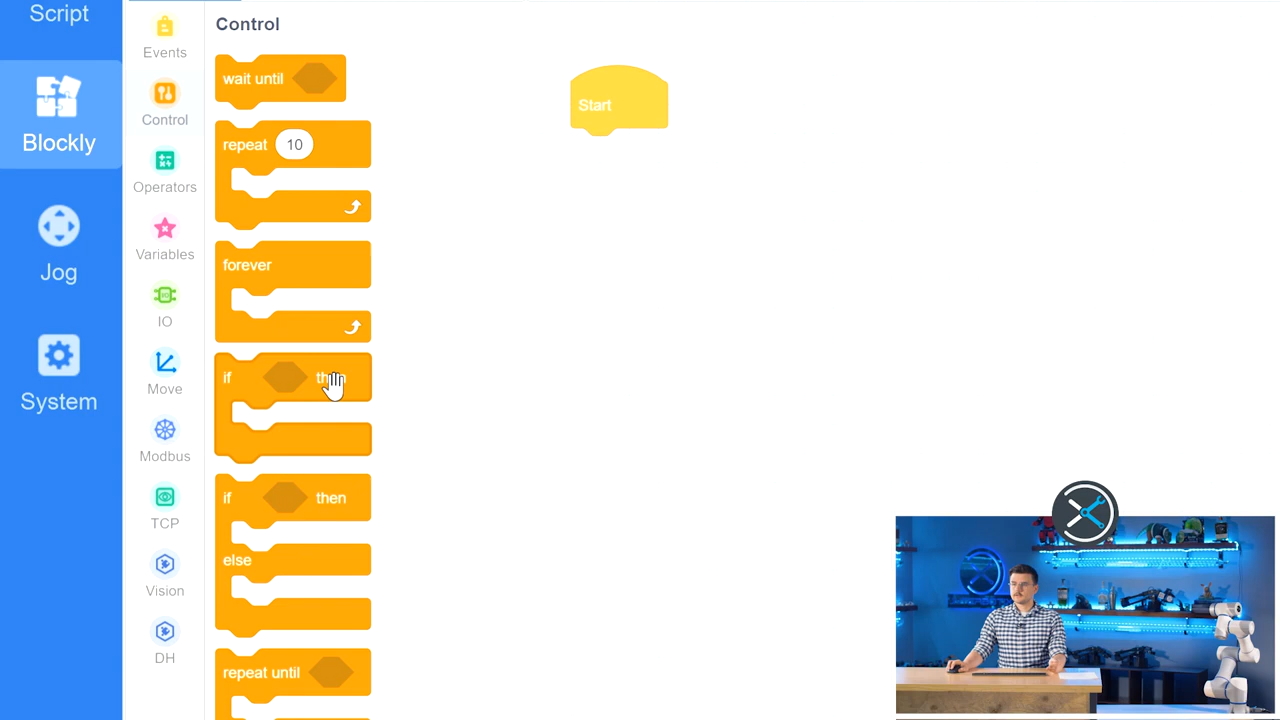 Script
Blockly
Jog
System
Events
Control
Operators
Variables
IO
Move
Modbus
TCP
Vision
DH
Control
wait until
repeat 10
forever
if then
if then
else
repeat until
Start